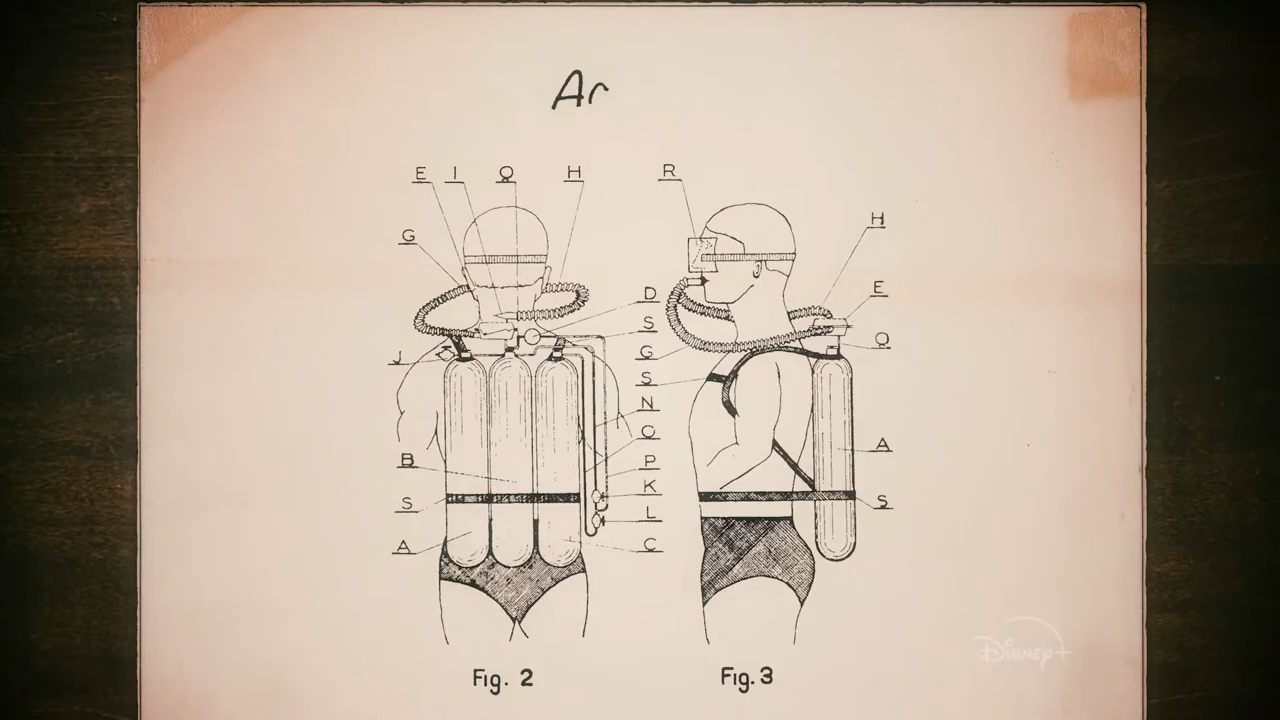 Ar
E I Q H R
H
G
D E
S
J G Q
S
N
O
A
B P
K
S L S
A C
Fig. 2 Fig. 3
Disney+